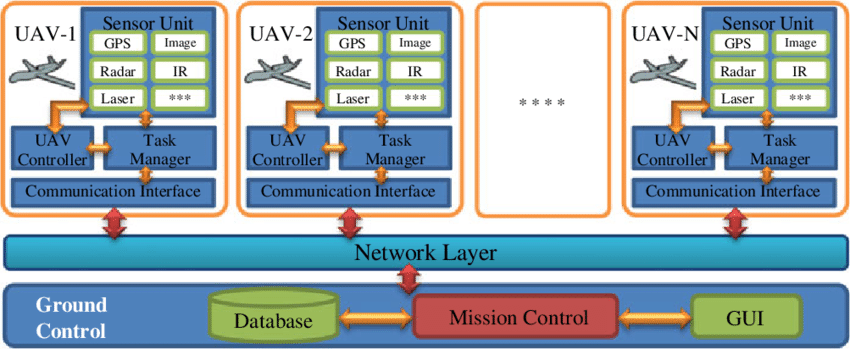 UAV-1
Sensor Unit
GPS
Image
Radar
IR
Laser
***
UAV
Controller
Task
Manager
Communication Interface
UAV-2
Sensor Unit
GPS
Image
Radar
IR
Laser
***
UAV
Controller
Task
Manager
Communication Interface
****
UAV-N
Sensor Unit
GPS
Image
Radar
IR
Laser
***
UAV
Controller
Task
Manager
Communication Interface
Network Layer
Ground
Control
Database
Mission Control
GUI